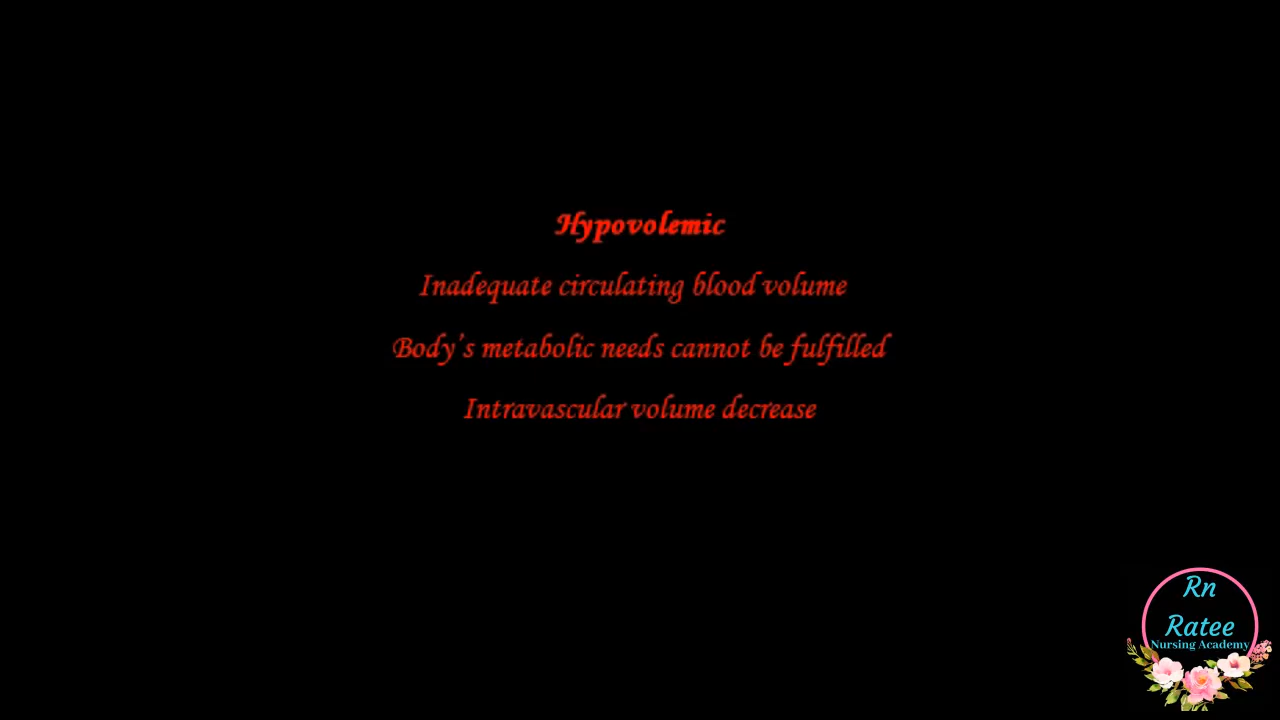 Hypovolemic
Inadequate circulating blood volume
Body's metabolic needs cannot be fulfilled
Intravascular volume decrease
Rn
Ratee
Nursing Academy